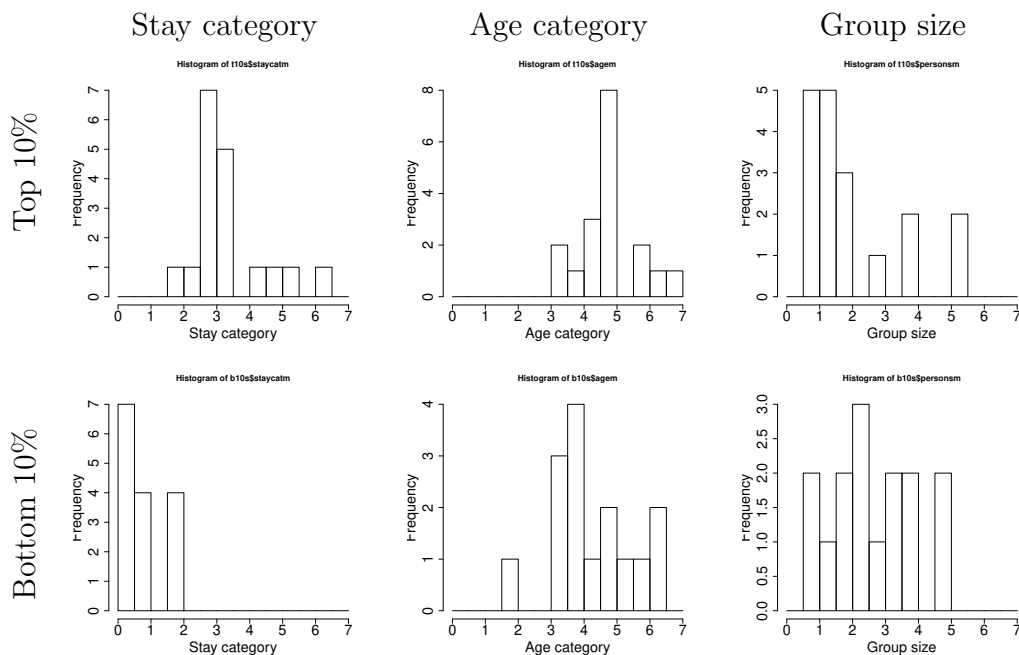 Stay category
Age category
Group size
Top 10%
Histogram of t10s$staycatm
Frequency
0 1 2 3 4 5 6 7
0 1 2 3 4 5 6 7
Stay category
Histogram of t10s$agem
Frequency
0 2 4 6 8
0 1 2 3 4 5 6 7
Age category
Histogram of t10s$personsm
Frequency
0 1 2 3 4 5
0 1 2 3 4 5 6 7
Group size
Bottom 10%
Histogram of b10s$staycatm
Frequency
0 1 2 3 4 5 6 7
0 1 2 3 4 5 6 7
Stay category
Histogram of b10s$agem
Frequency
0 1 2 3 4
0 1 2 3 4 5 6 7
Age category
Histogram of b10s$personsm
Frequency
0.0 0.5 1.0 1.5 2.0 2.5 3.0
0 1 2 3 4 5 6 7
Group size